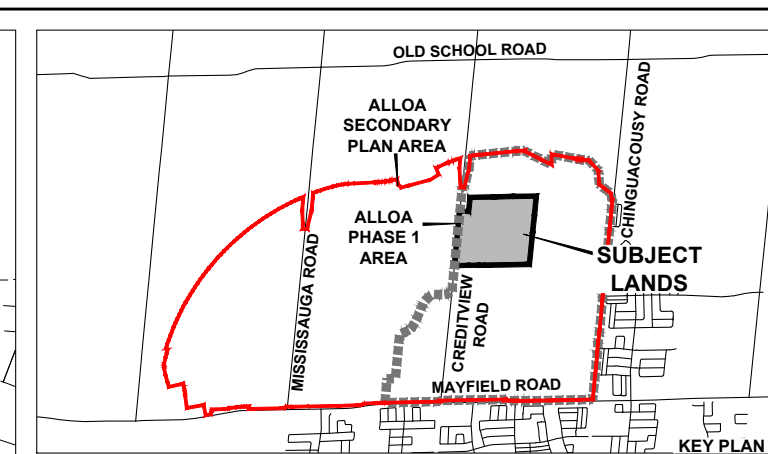 OLD SCHOOL ROAD
ALLOA
SECONDARY
PLAN AREA
CHINGUACOUSY ROAD
ALLOA
PHASE 1
AREA
SUBJECT
LANDS
MISSISSAUGA ROAD
CREDITVIEW
ROAD
MAYFIELD ROAD
KEY PLAN